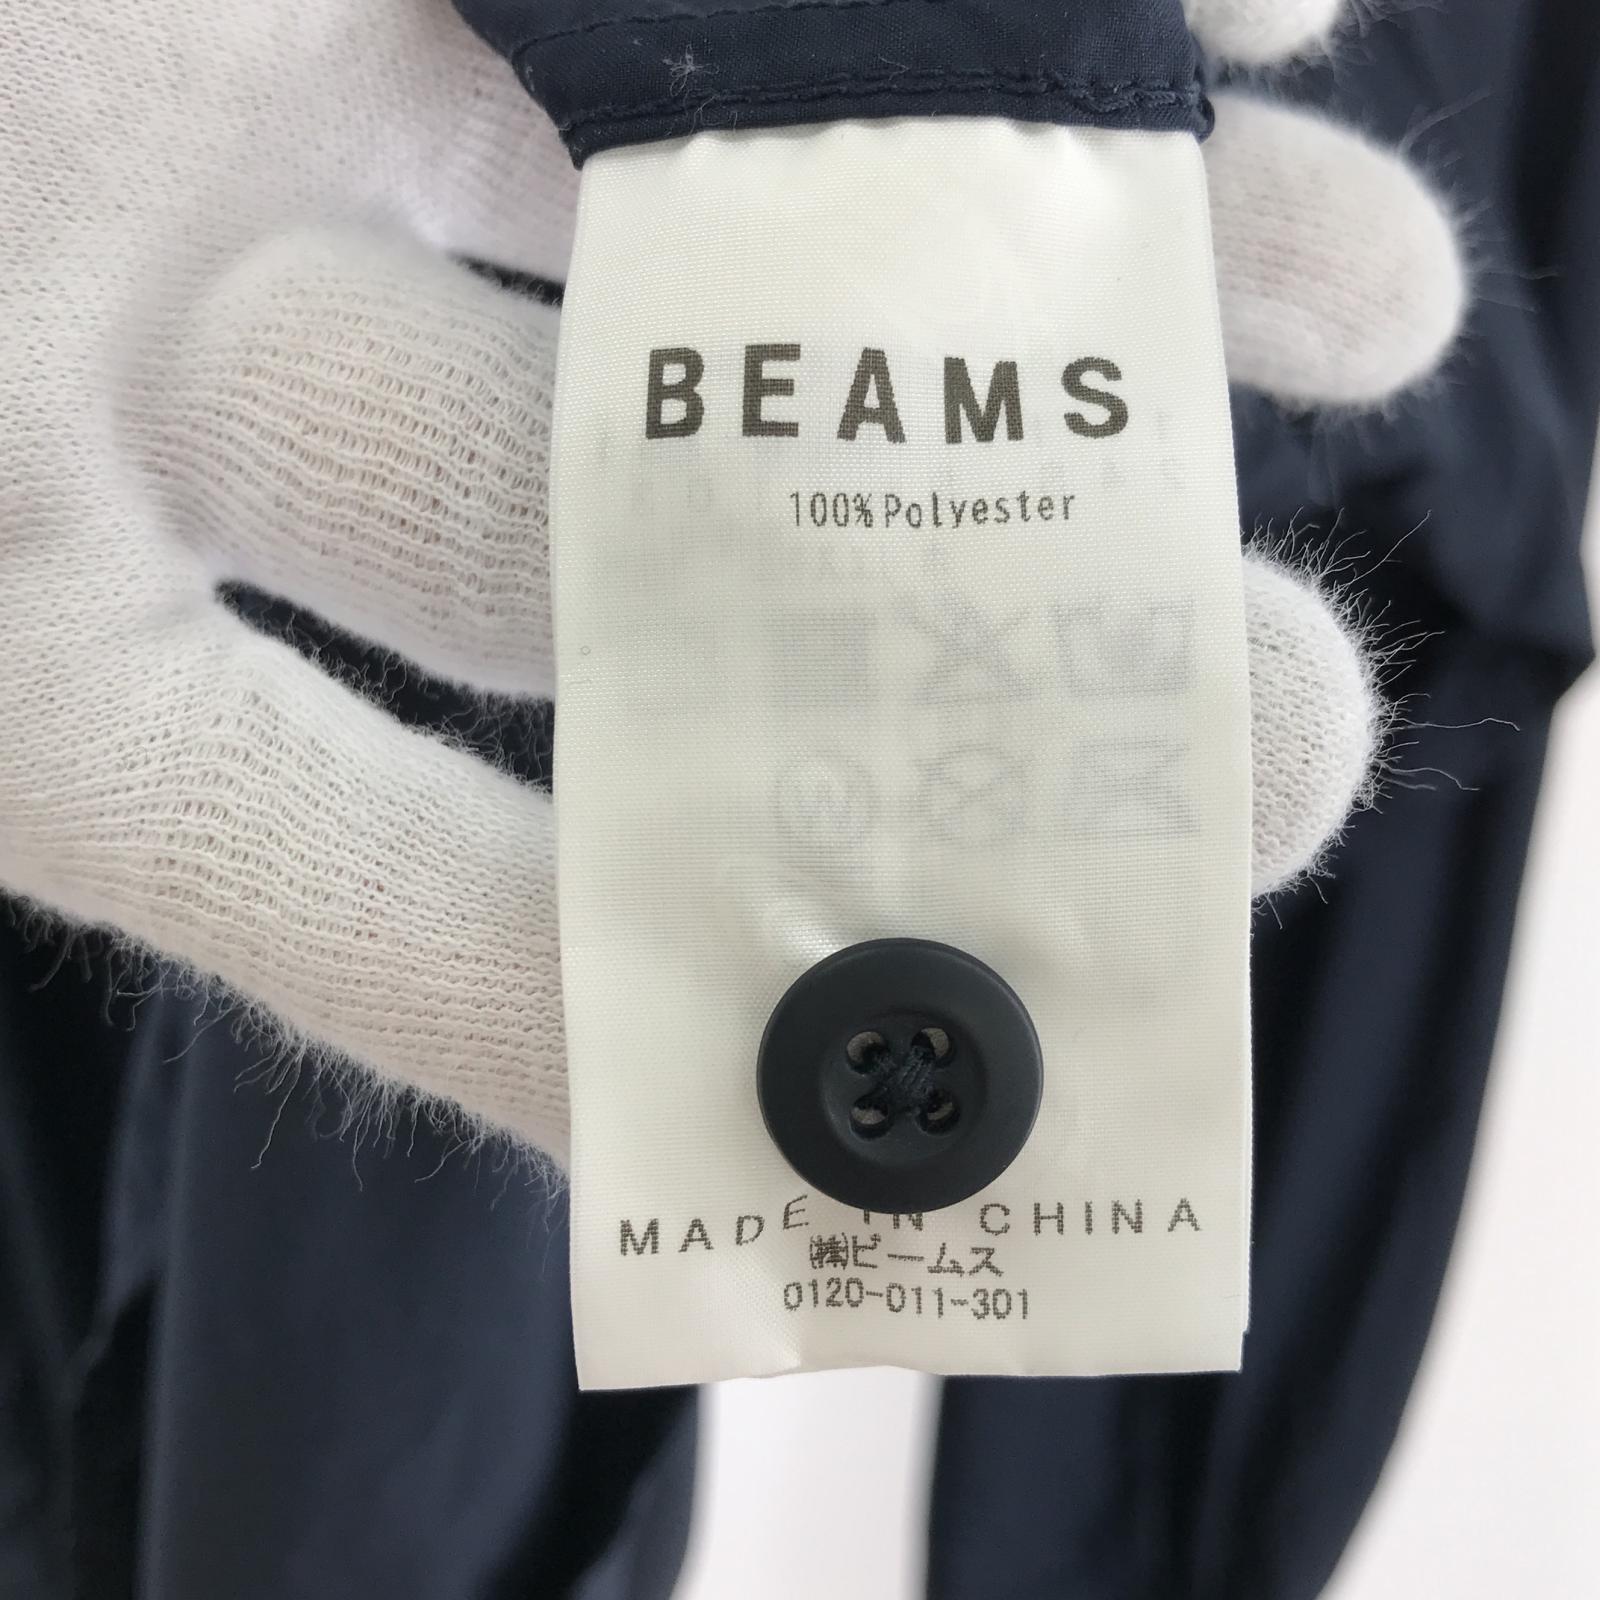 BEAMS
100%Polyester
MADE IN CHINA
㈱ビームス
0120-011-301